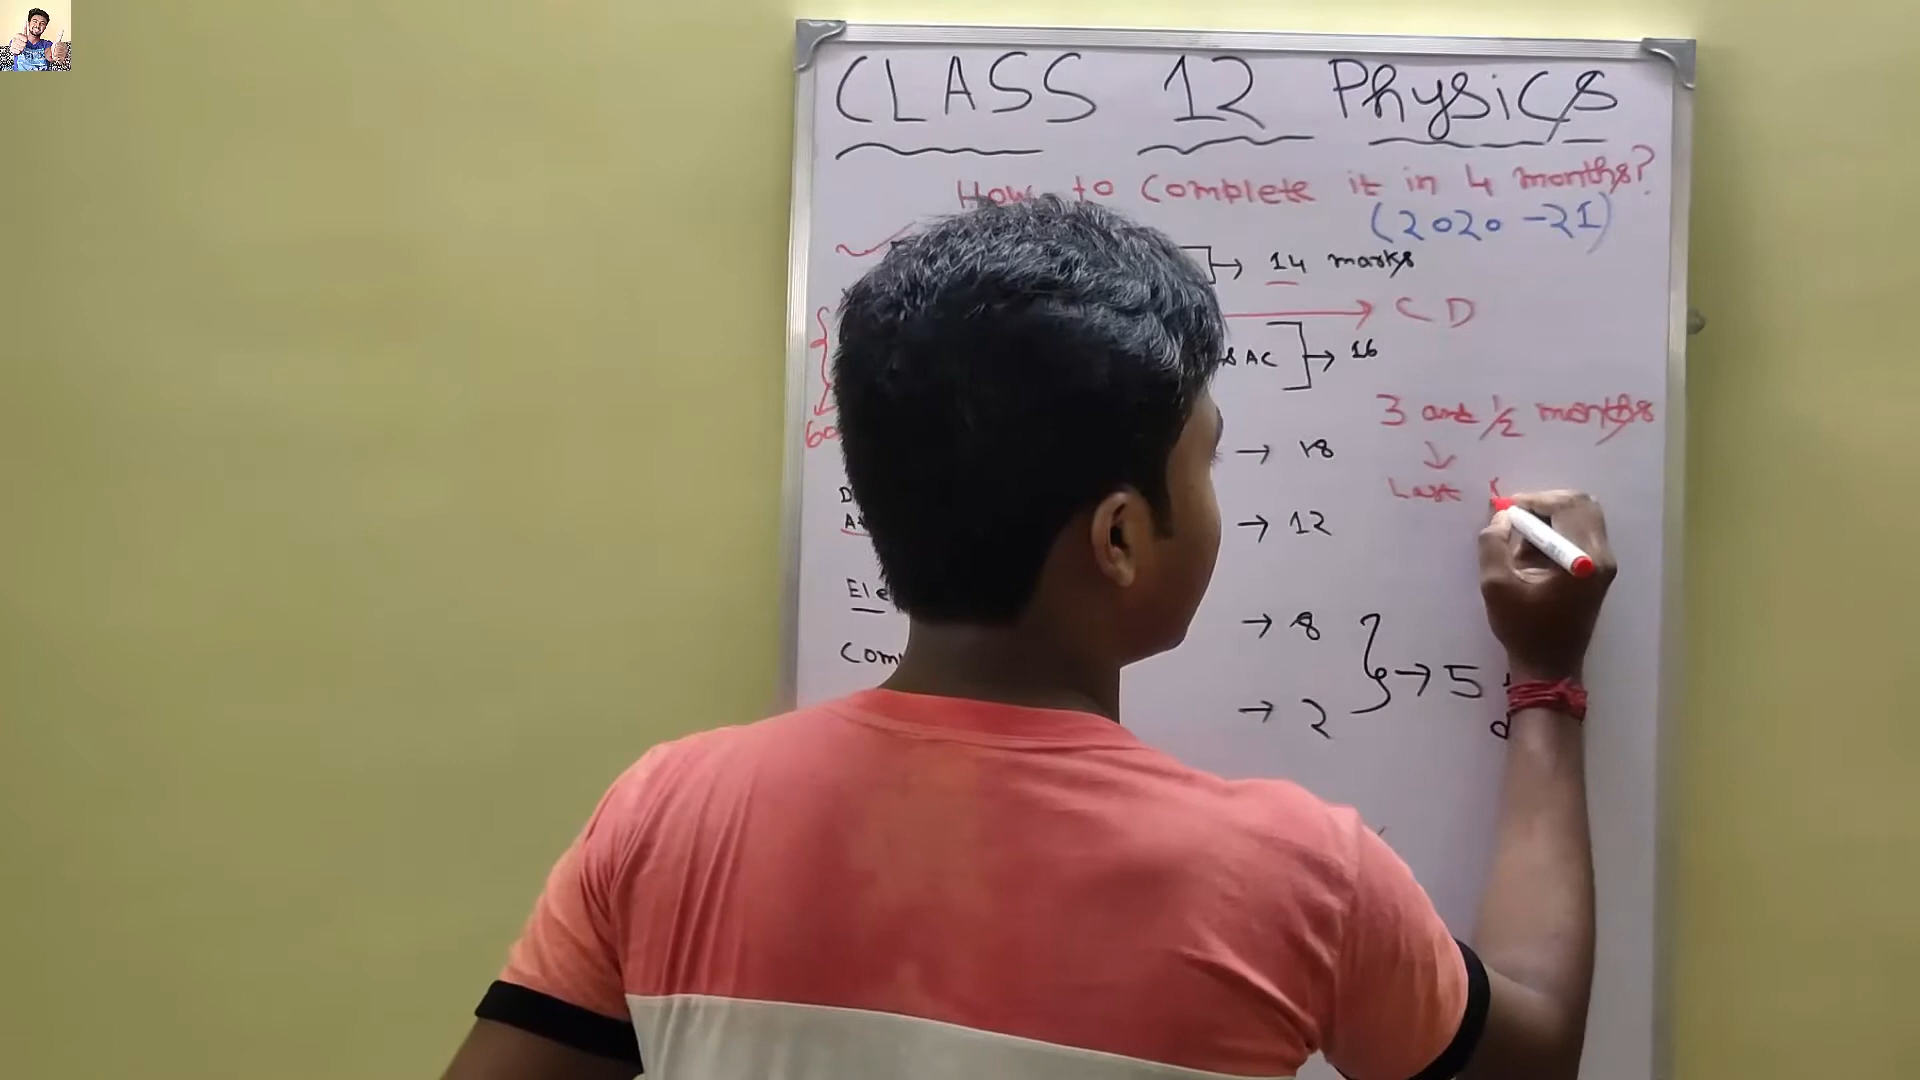 CLASS 12 Physics
How to complete it in 4 months?
(2020-21)
→ 14 marks
→ CD
& AC → 16
60
3 and 1/2 months
→ 18
↓
Last
D
→ 12
At
Ele
→ 8
→ 5
Com
→ 2